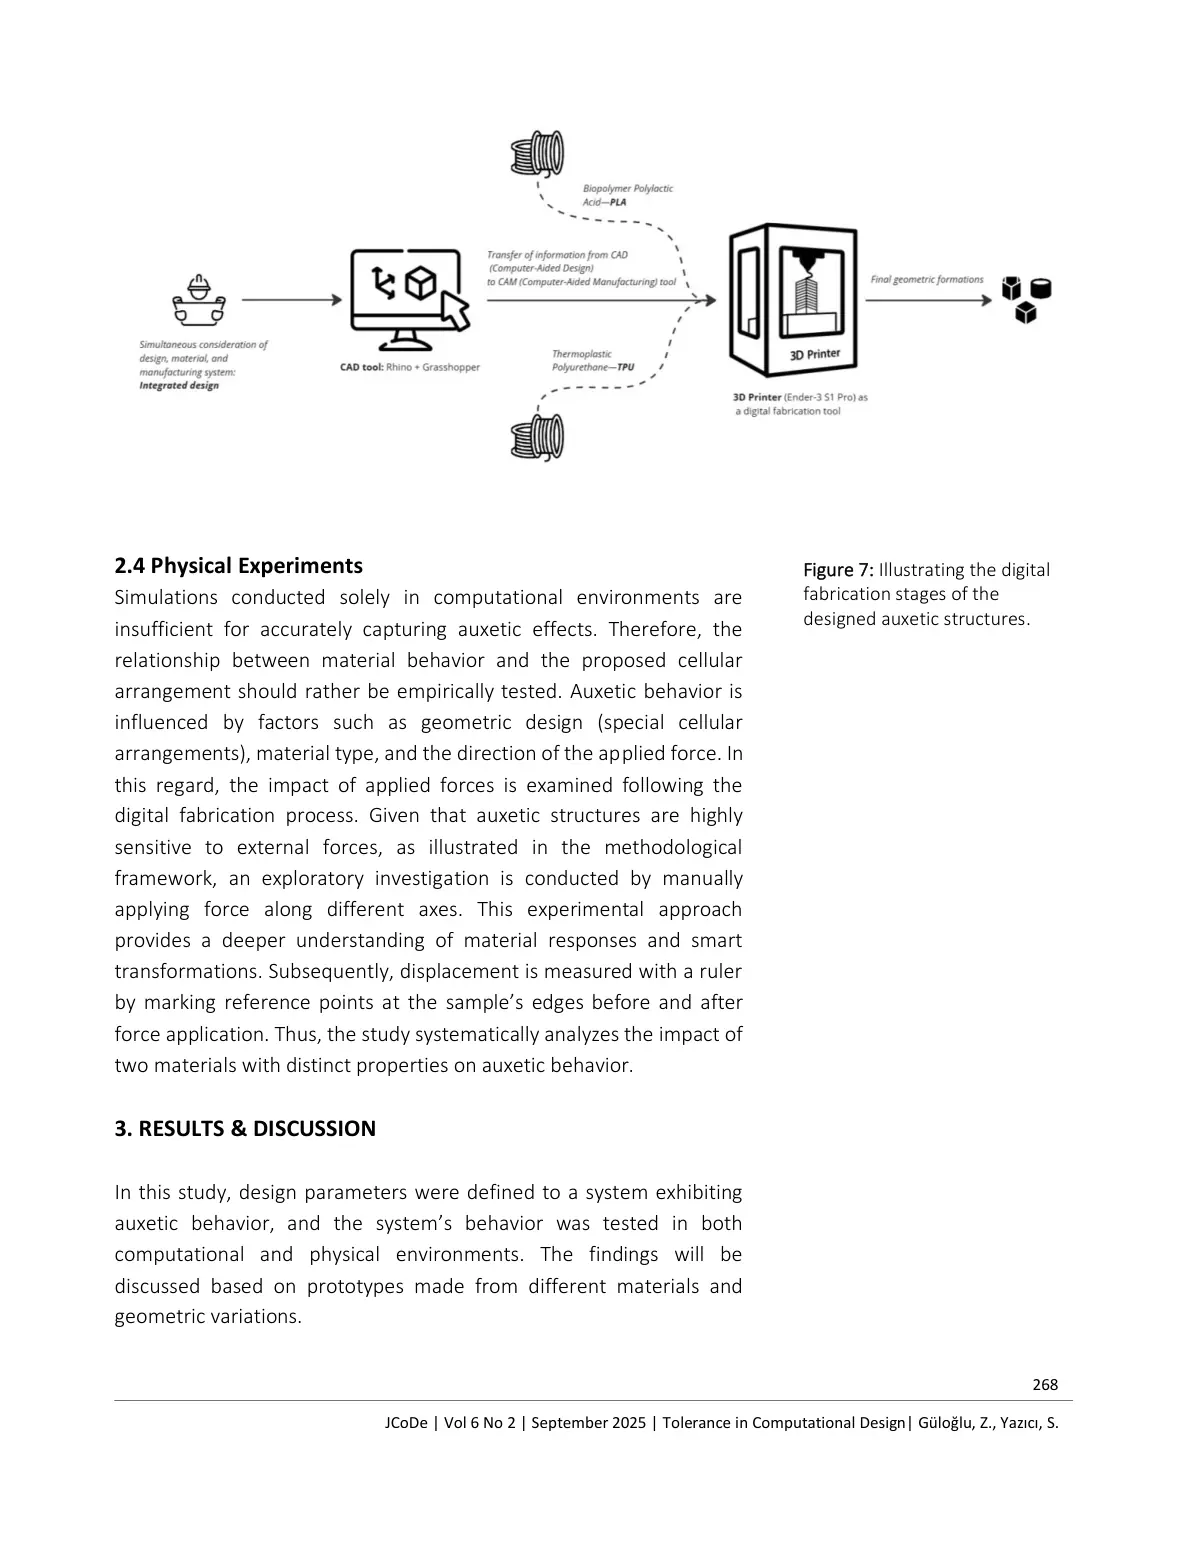 Biopolymer Polylactic
Acid—PLA
Transfer of information from CAD
(Computer-Aided Design)
to CAM (Computer-Aided Manufacturing) tool
Final geometric formations
Simultaneous consideration of
design, material, and
manufacturing system:
Integrated design
CAD tool: Rhino + Grasshopper
Thermoplastic
Polyurethane—TPU
3D Printer
3D Printer (Ender-3 S1 Pro) as
a digital fabrication tool
2.4 Physical Experiments
Simulations conducted solely in computational environments are
insufficient for accurately capturing auxetic effects. Therefore, the
relationship between material behavior and the proposed cellular
arrangement should rather be empirically tested. Auxetic behavior is
influenced by factors such as geometric design (special cellular
arrangements), material type, and the direction of the applied force. In
this regard, the impact of applied forces is examined following the
digital fabrication process. Given that auxetic structures are highly
sensitive to external forces, as illustrated in the methodological
framework, an exploratory investigation is conducted by manually
applying force along different axes. This experimental approach
provides a deeper understanding of material responses and smart
transformations. Subsequently, displacement is measured with a ruler
by marking reference points at the sample’s edges before and after
force application. Thus, the study systematically analyzes the impact of
two materials with distinct properties on auxetic behavior.
Figure 7: Illustrating the digital
fabrication stages of the
designed auxetic structures.
3. RESULTS & DISCUSSION
In this study, design parameters were defined to a system exhibiting
auxetic behavior, and the system’s behavior was tested in both
computational and physical environments. The findings will be
discussed based on prototypes made from different materials and
geometric variations.
268
JCoDe | Vol 6 No 2 | September 2025 | Tolerance in Computational Design| Güloğlu, Z., Yazıcı, S.